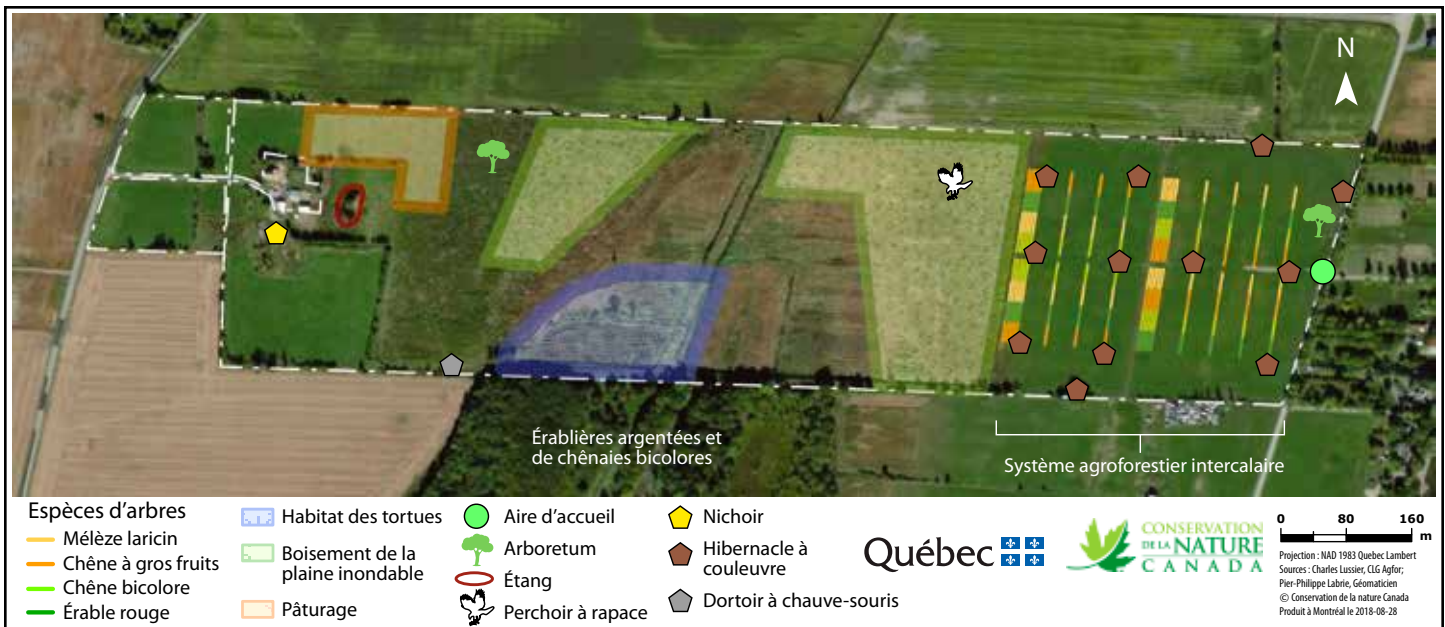 N
Érablières argentées et
de chênaies bicolores
Système agroforestier intercalaire
Espèces d'arbres
Mélèze laricin
Chêne à gros fruits
Chêne bicolore
Érable rouge
Habitat des tortues
Boisement de la
plaine inondable
Pâturage
Aire d'accueil
Arboretum
Étang
Perchoir à rapace
Nichoir
Hibernacle à
couleuvre
Dortoir à chauve-souris
Québec
CONSERVATION
DE LA NATURE
CANADA
0 80 160
m
Projection : NAD 1983 Quebec Lambert
Sources : Charles Lussier, CLG Agfor;
Pier-Philippe Labrie, Géomaticien
© Conservation de la nature Canada
Produit à Montréal le 2018-08-28